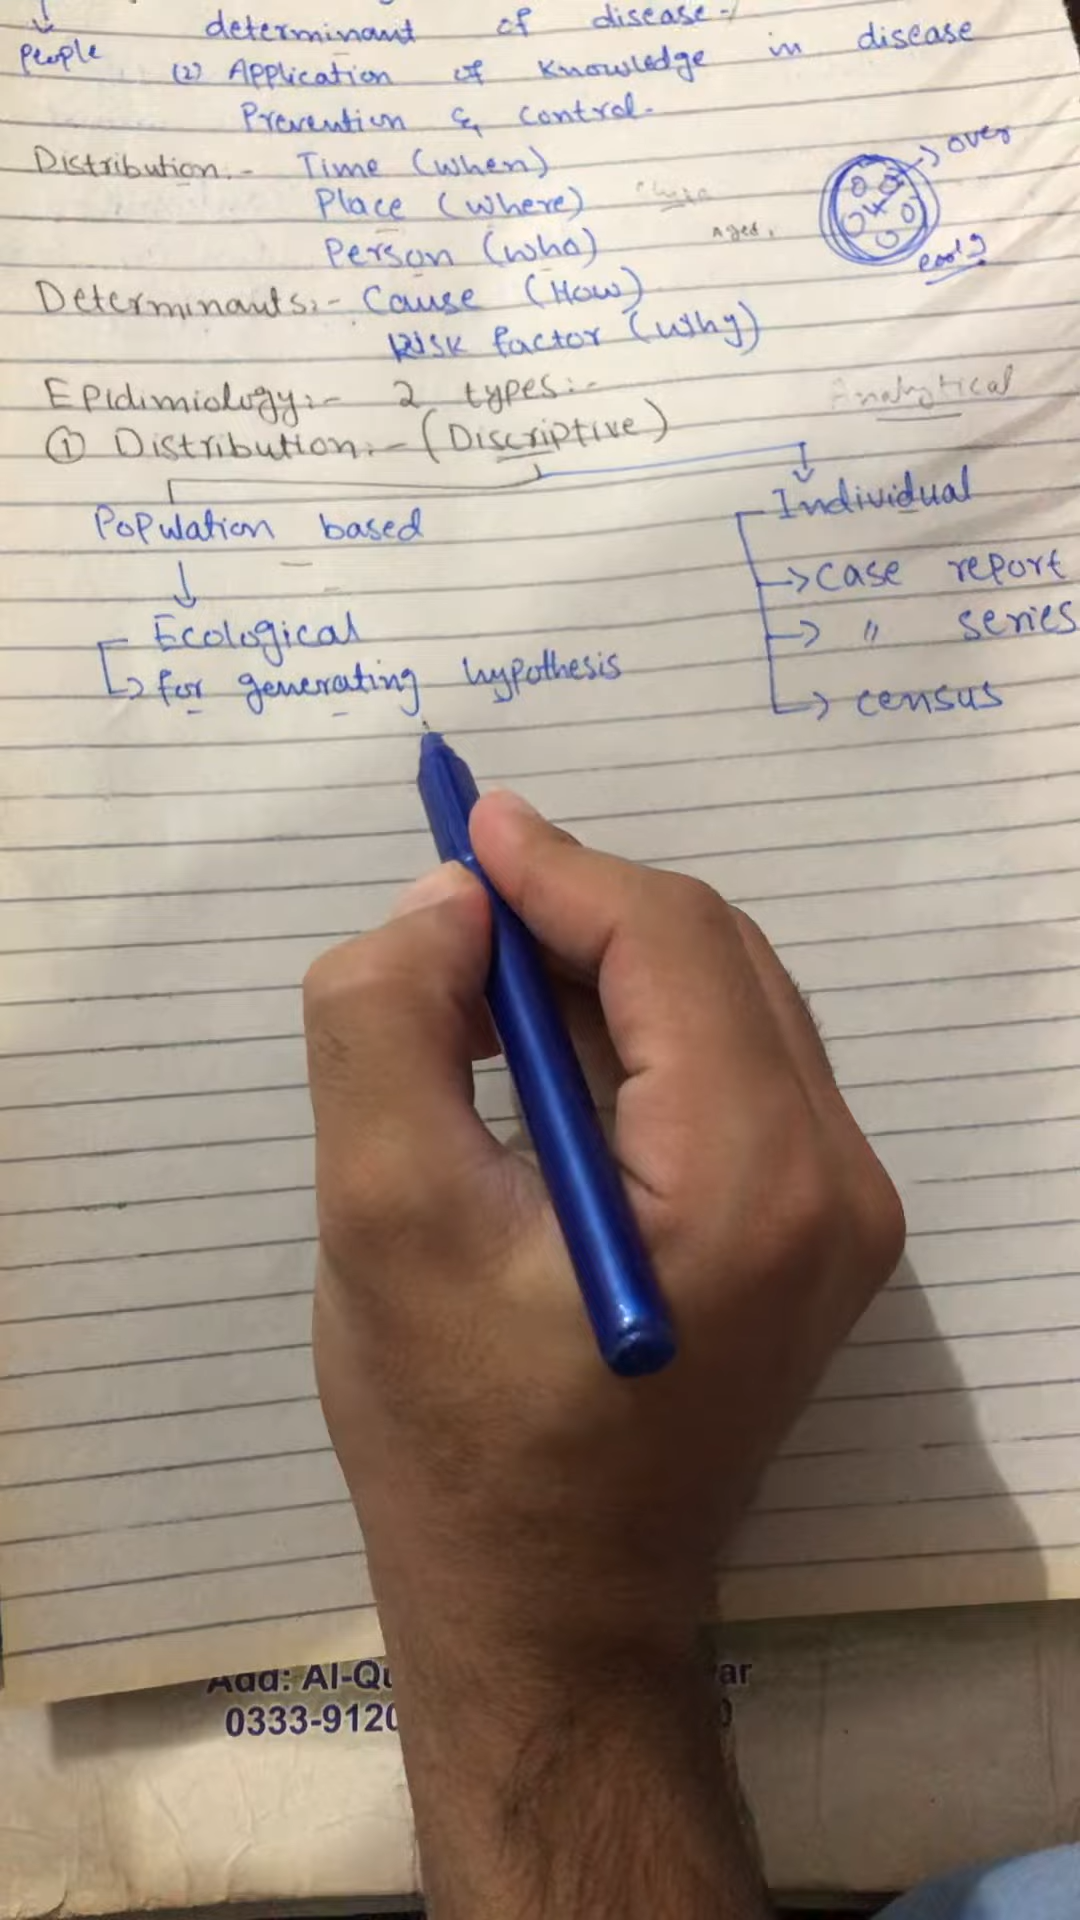 determinant of disease-
People (2) Application of Knowledge in disease
Prevention & control-
Distribution:- Time (when)
Place (where)
Person (who)
Aged,
over
Determinants:- Cause (How)
Risk factor (why)
Epidimiology:- 2 types:-
Analytical
① Distribution:- (Discriptive)
Population based
Individual
Ecological
for generating hypothesis
case report
" series
census
Add: Al-Qu
ar
0333-9120
0